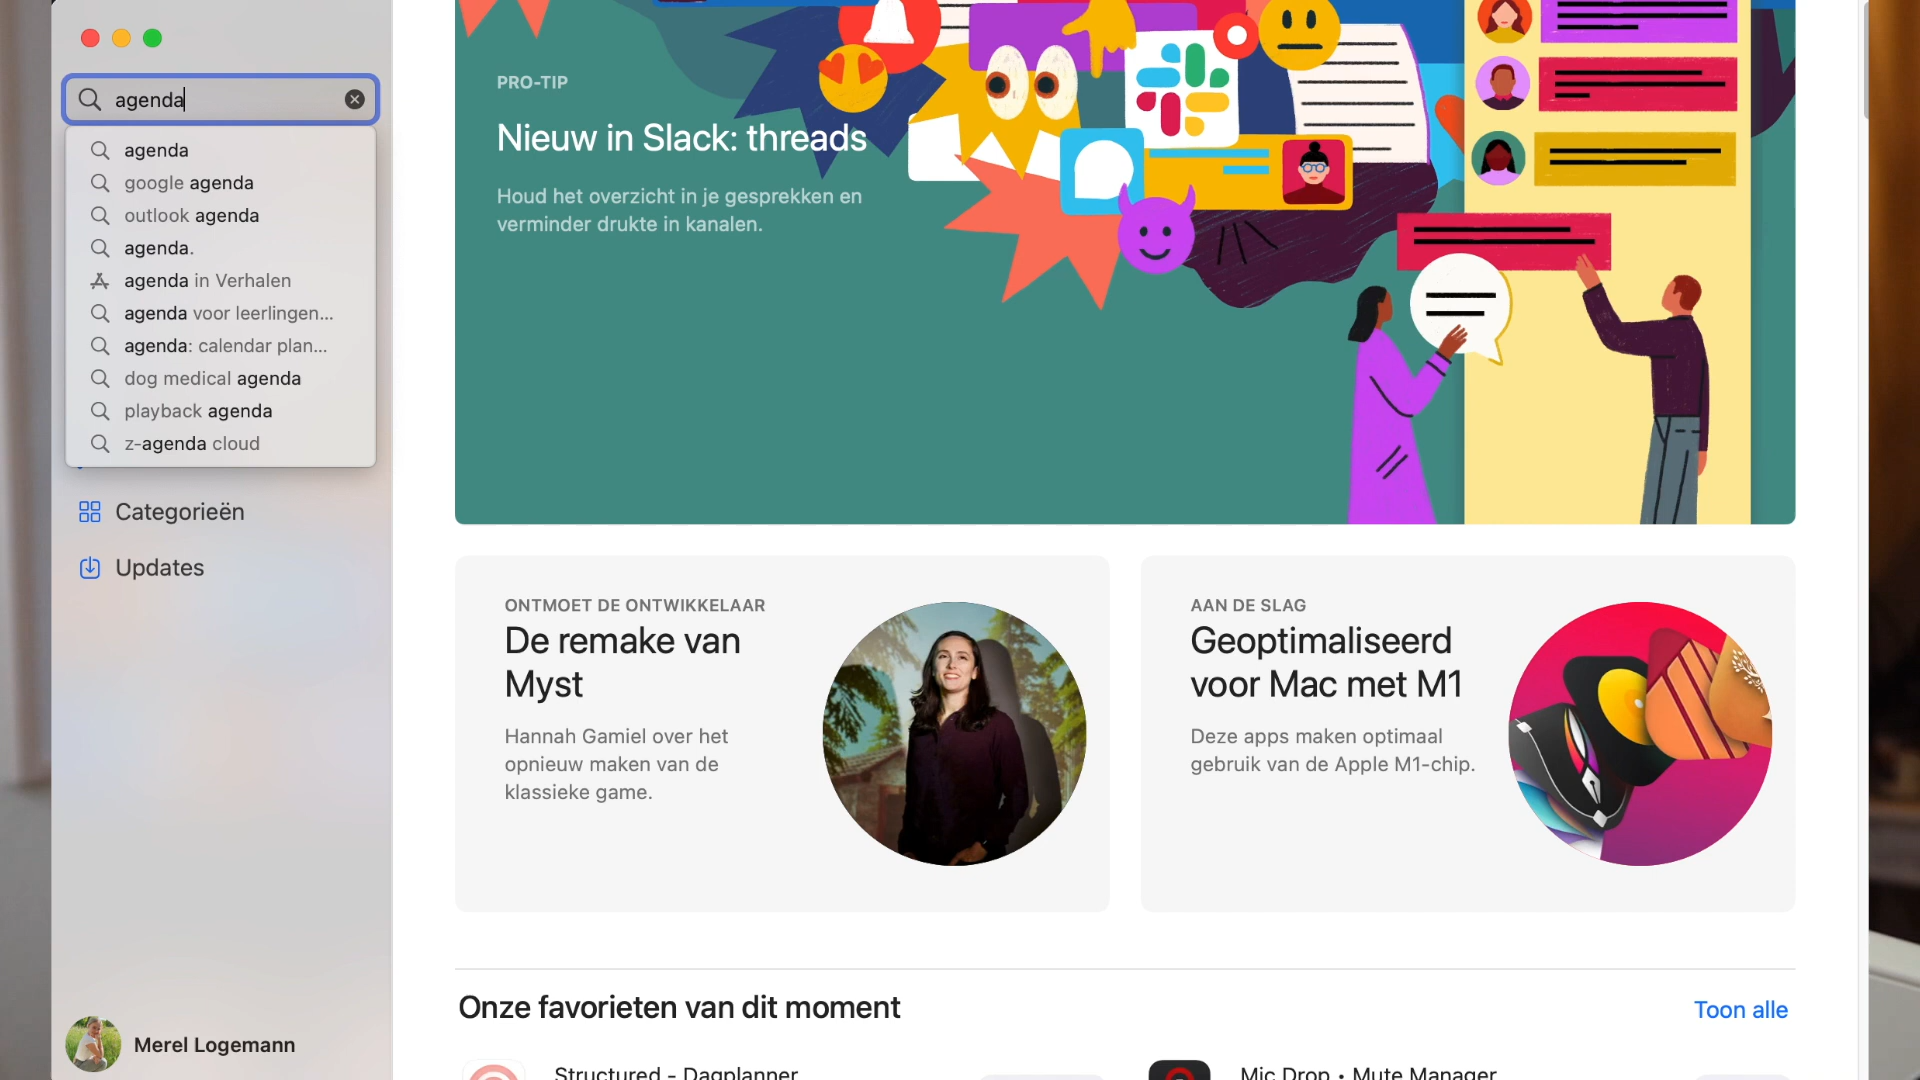 agenda
agenda
google agenda
outlook agenda
agenda.
agenda in Verhalen
agenda voor leerlingen...
agenda: calendar plan...
dog medical agenda
playback agenda
z-agenda cloud
Categorieën
Updates
Merel Logemann
PRO-TIP
Nieuw in Slack: threads
Houd het overzicht in je gesprekken en
verminder drukte in kanalen.
ONTMOET DE ONTWIKKELAAR
De remake van
Myst
Hannah Gamiel over het
opnieuw maken van de
klassieke game.
AAN DE SLAG
Geoptimaliseerd
voor Mac met M1
Deze apps maken optimaal
gebruik van de Apple M1-chip.
Onze favorieten van dit moment
Toon alle
Structured - Dagplanner
Mic Drop • Mute Manager